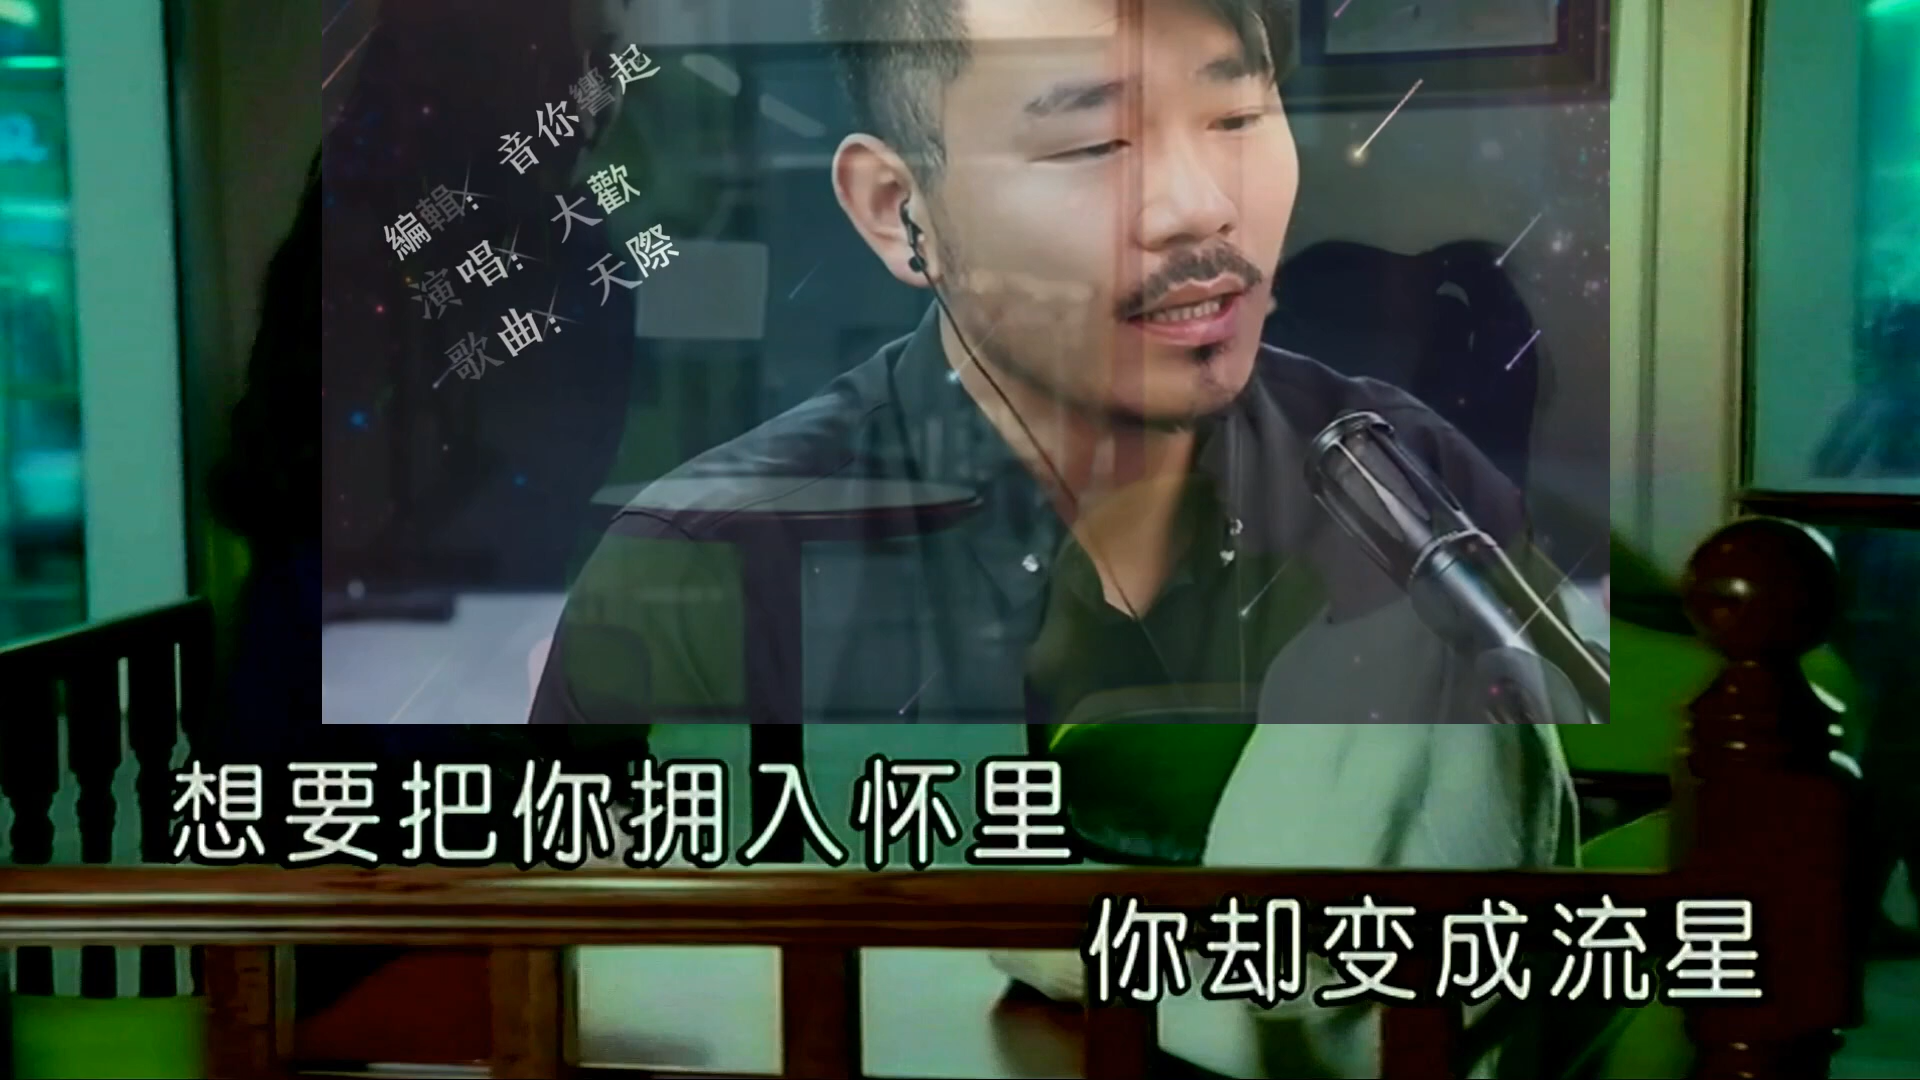 編輯：音你響起
演唱：大歡
歌曲：天際
想要把你拥入怀里
你却变成流星